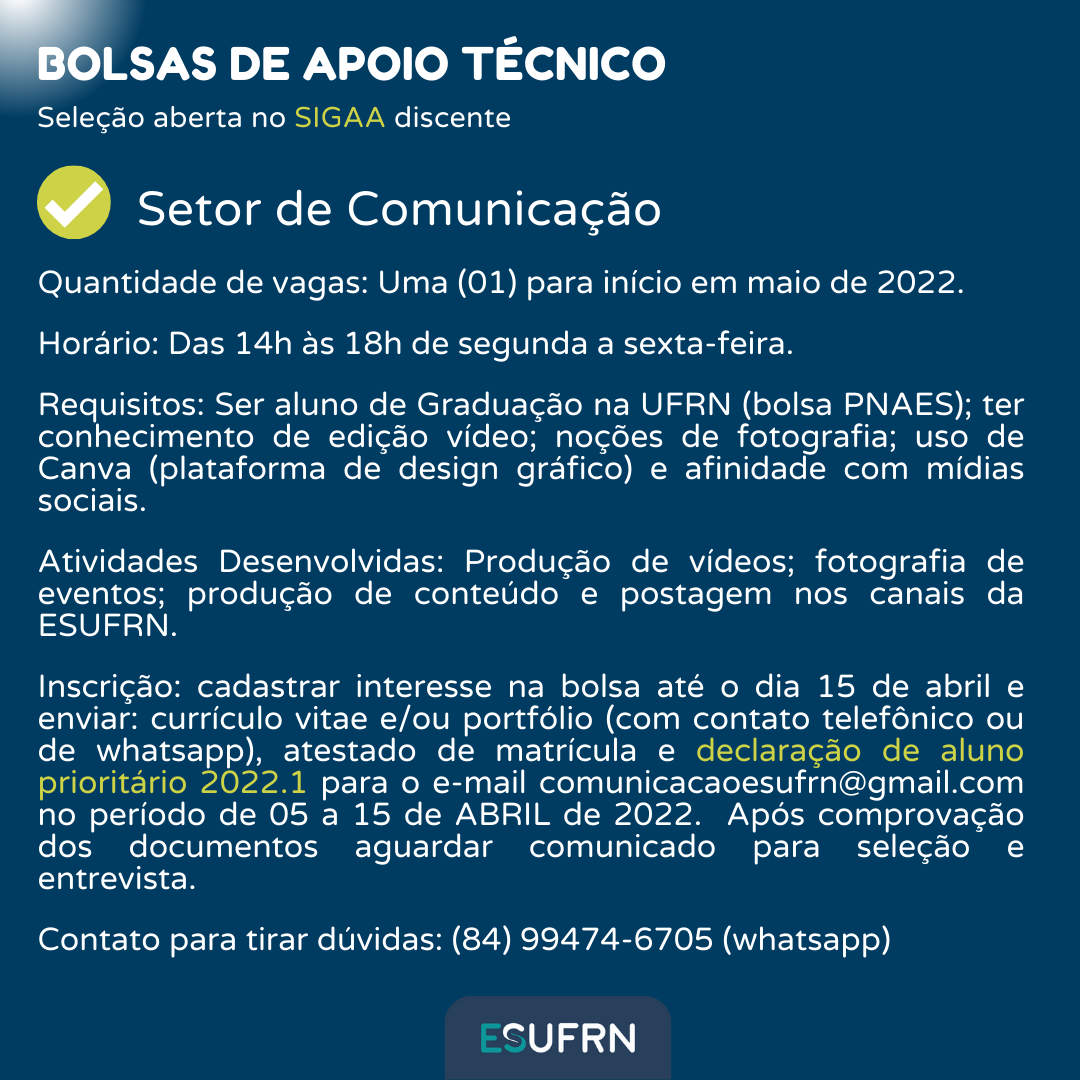 BOLSAS DE APOIO TÉCNICO
Seleção aberta no SIGAA discente
Setor de Comunicação
Quantidade de vagas: Uma (01) para início em maio de 2022.
Horário: Das 14h às 18h de segunda a sexta-feira.
Requisitos: Ser aluno de Graduação na UFRN (bolsa PNAES); ter
conhecimento de edição vídeo; noções de fotografia; uso de
Canva (plataforma de design gráfico) e afinidade com mídias
sociais.
Atividades Desenvolvidas: Produção de vídeos; fotografia de
eventos; produção de conteúdo e postagem nos canais da
ESUFRN.
Inscrição: cadastrar interesse na bolsa até o dia 15 de abril e
enviar: currículo vitae e/ou portfólio (com contato telefônico ou
de whatsapp), atestado de matrícula e declaração de aluno
prioritário 2022.1 para o e-mail comunicacaoesufrn@gmail.com
no período de 05 a 15 de ABRIL de 2022. Após comprovação
dos documentos aguardar comunicado para seleção e
entrevista.
Contato para tirar dúvidas: (84) 99474-6705 (whatsapp)
ESUFRN